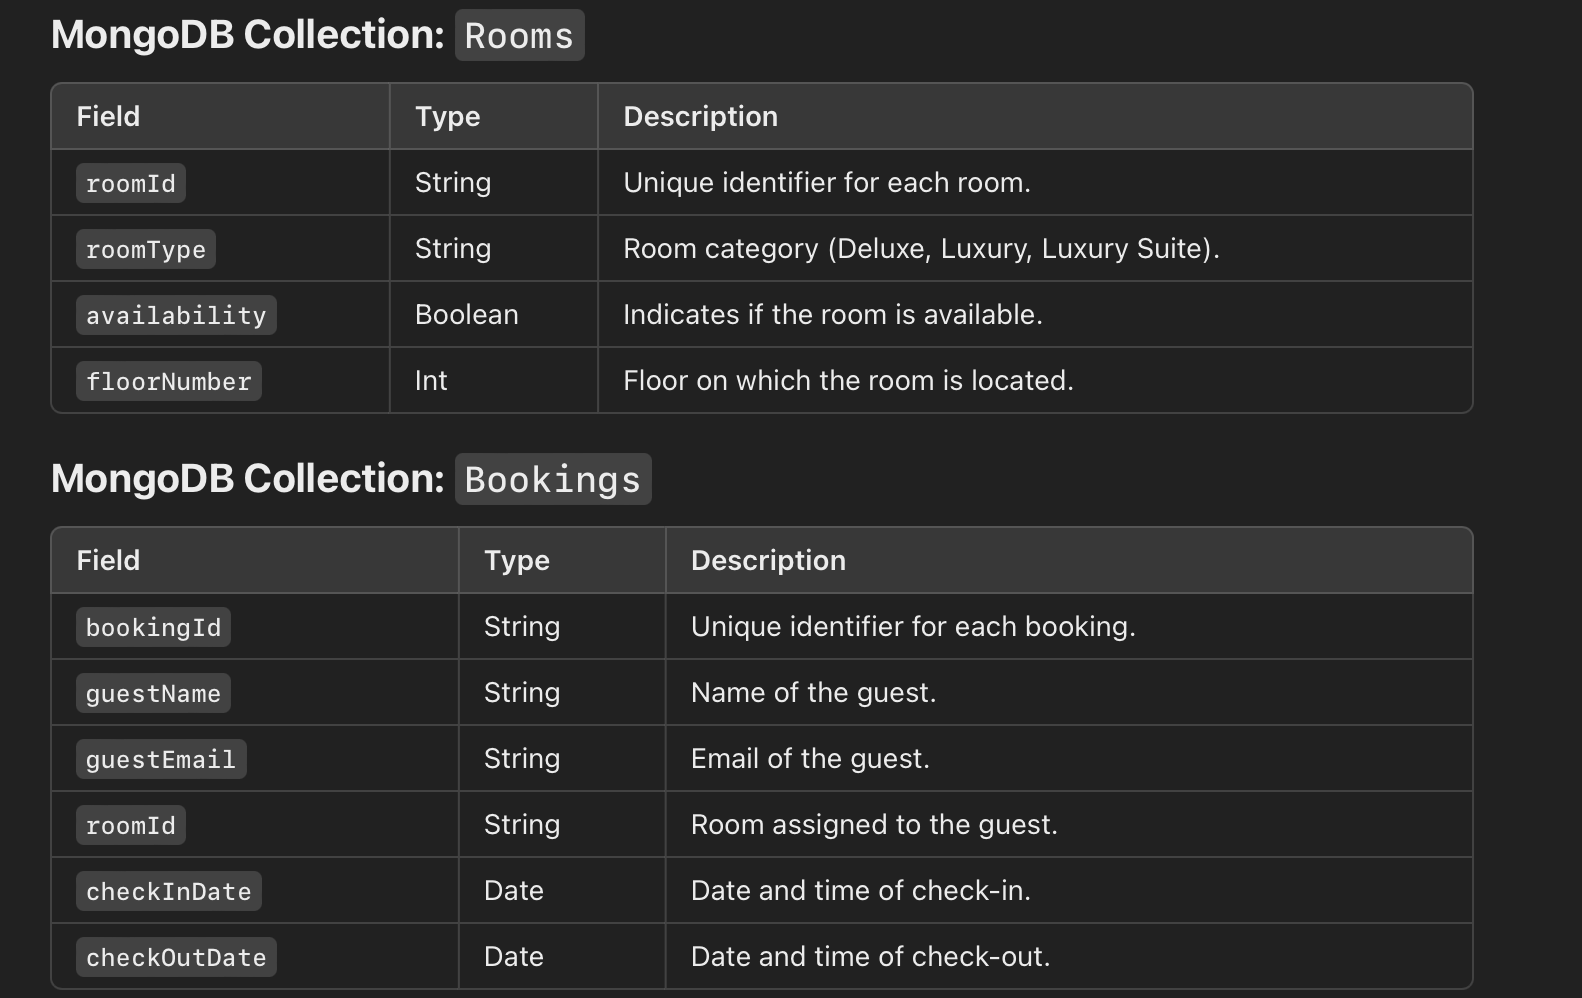 MongoDB Collection: Rooms
Field Type Description
roomId String Unique identifier for each room.
roomType String Room category (Deluxe, Luxury, Luxury Suite).
availability Boolean Indicates if the room is available.
floorNumber Int Floor on which the room is located.
MongoDB Collection: Bookings
Field Type Description
bookingId String Unique identifier for each booking.
guestName String Name of the guest.
guestEmail String Email of the guest.
roomId String Room assigned to the guest.
checkInDate Date Date and time of check-in.
checkOutDate Date Date and time of check-out.